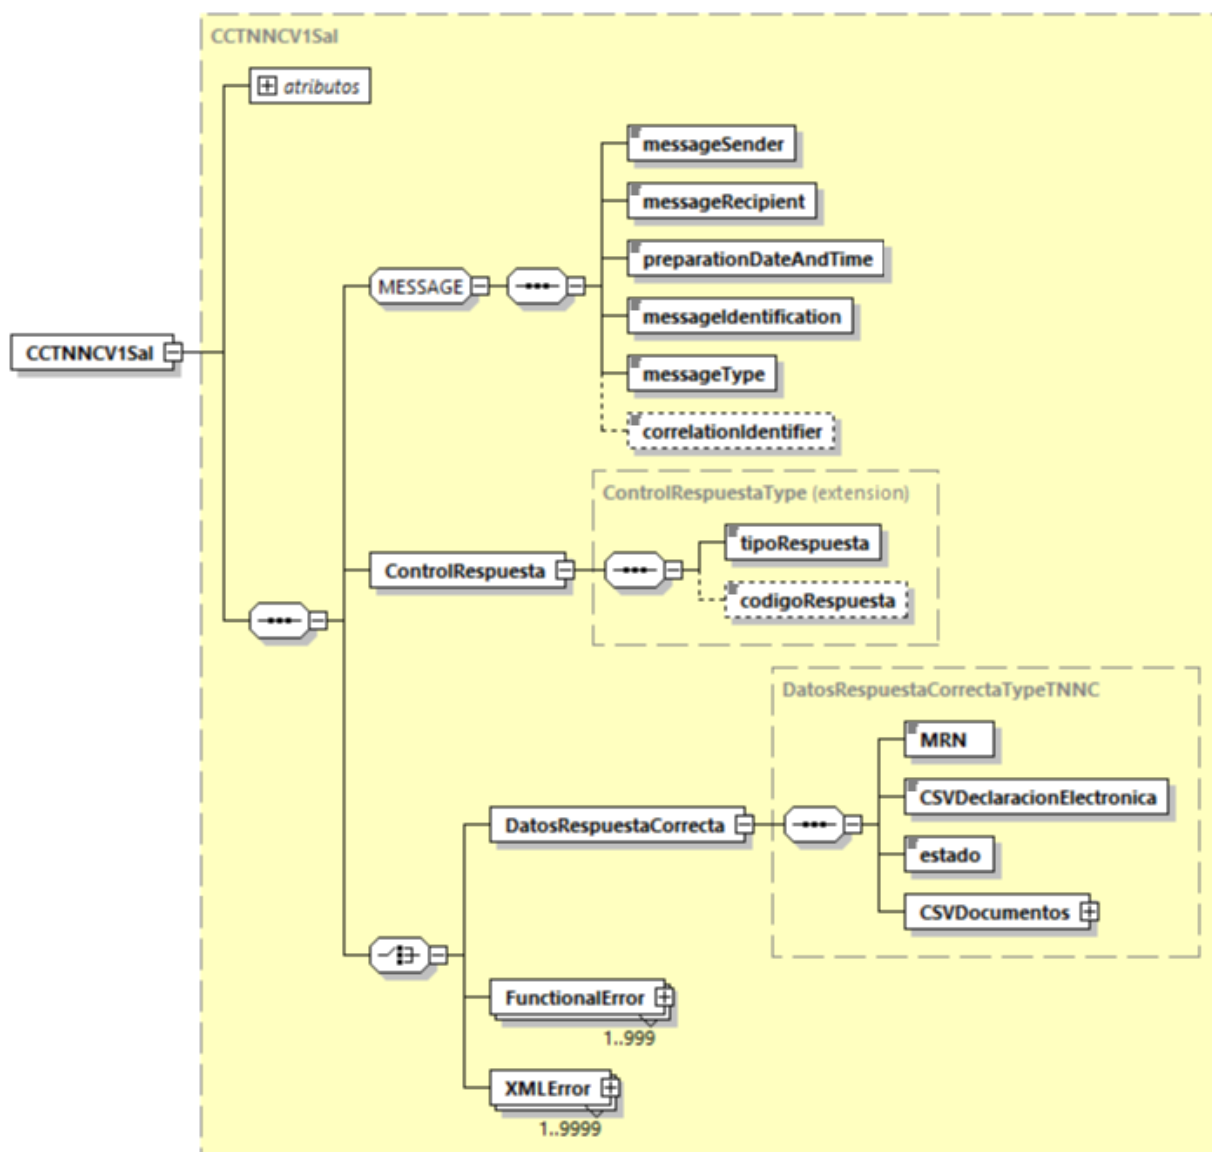 CCTNNCV1Sal
atributos
messageSender
messageRecipient
preparationDateAndTime
MESSAGE
messageIdentification
CCTNNCV1Sal
messageType
correlationIdentifier
ControlRespuestaType (extension)
tipoRespuesta
ControlRespuesta
codigoRespuesta
DatosRespuestaCorrectaTypeTNNC
MRN
CSVDeclaracionElectronica
DatosRespuestaCorrecta
estado
CSVDocumentos
FunctionalError
1..999
XMLError
1..9999